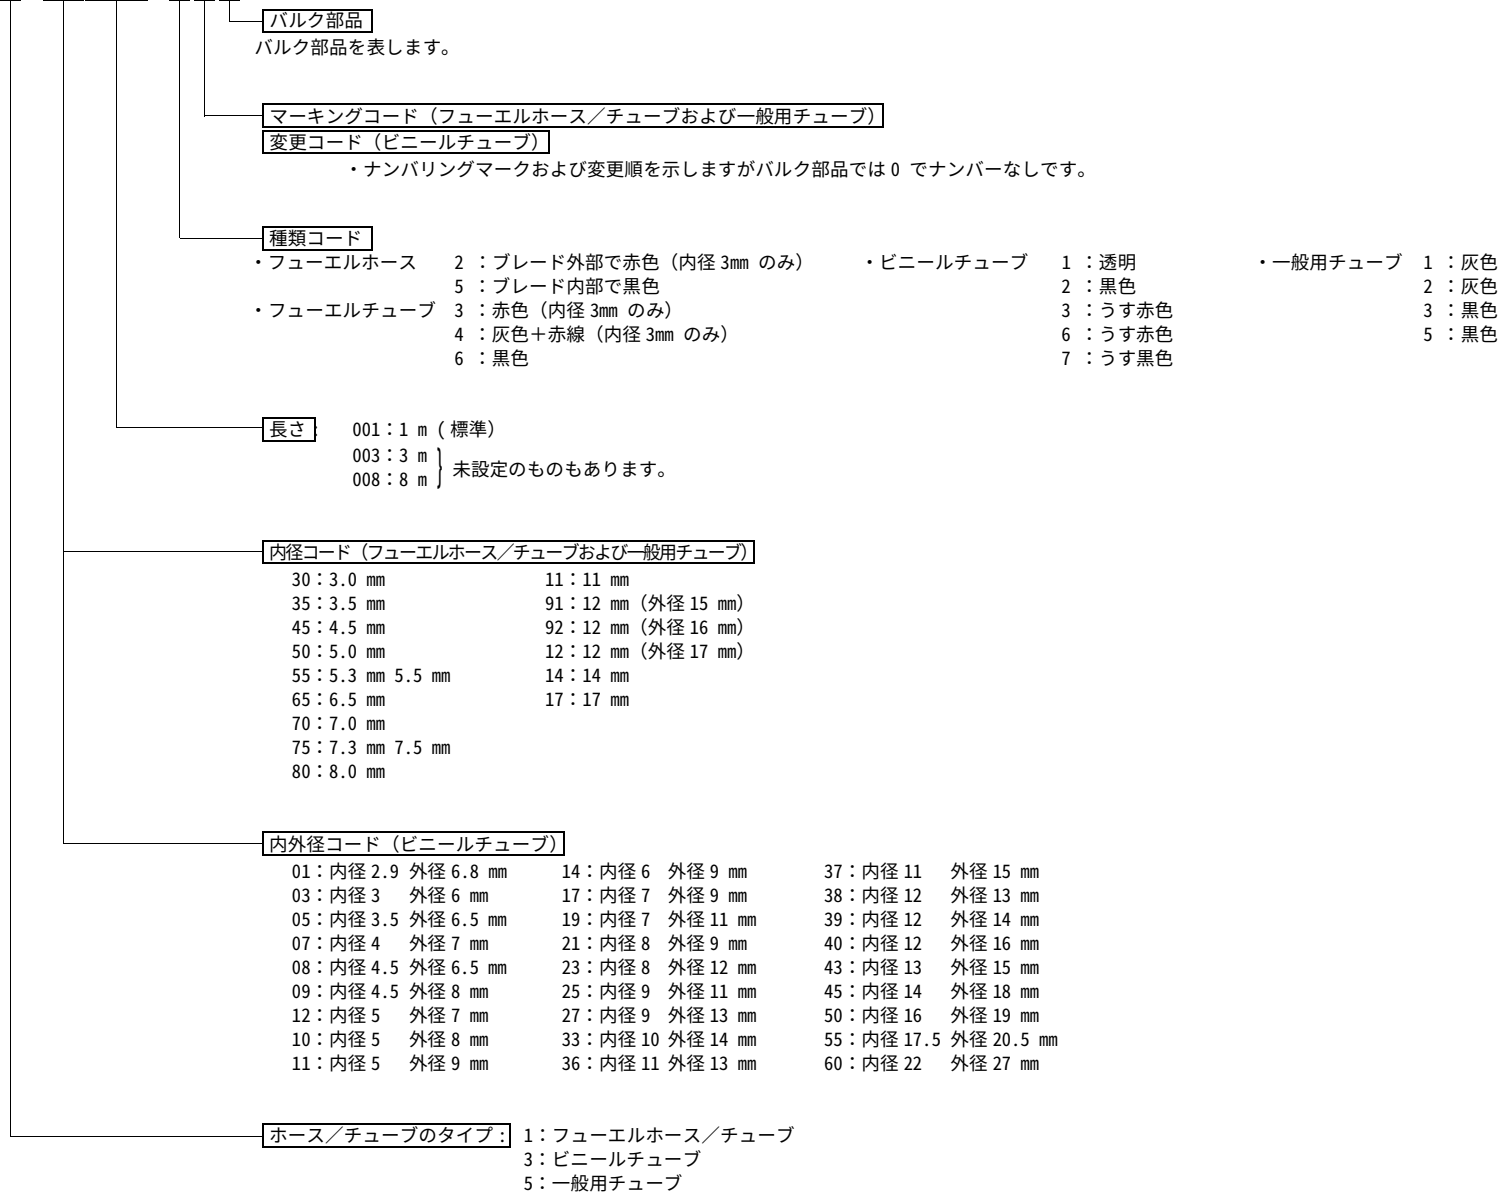 バルク部品
バルク部品を表します。
マーキングコード（フューエルホース／チューブおよび一般用チューブ）
変更コード（ビニールチューブ）
・ナンバリングマークおよび変更順を示しますがバルク部品では 0 でナンバーなしです。
種類コード
・フューエルホース 2 ：ブレード外部で赤色（内径 3mm のみ） ・ビニールチューブ 1 ：透明 ・一般用チューブ 1 ：灰色
5 ：ブレード内部で黒色 2 ：黒色 2 ：灰色
・フューエルチューブ 3 ：赤色（内径 3mm のみ） 3 ：うす赤色 3 ：黒色
4 ：灰色＋赤線（内径 3mm のみ） 6 ：うす赤色 5 ：黒色
6 ：黒色 7 ：うす黒色
長さ： 001：1 m ( 標準）
003：3 m
未設定のものもあります。
008：8 m
内径コード（フューエルホース／チューブおよび一般用チューブ）
30：3.0 mm 11：11 mm
35：3.5 mm 91：12 mm（外径 15 mm）
45：4.5 mm 92：12 mm（外径 16 mm）
50：5.0 mm 12：12 mm（外径 17 mm）
55：5.3 mm 5.5 mm 14：14 mm
65：6.5 mm 17：17 mm
70：7.0 mm
75：7.3 mm 7.5 mm
80：8.0 mm
内外径コード（ビニールチューブ）
01：内径 2.9 外径 6.8 mm 14：内径 6 外径 9 mm 37：内径 11 外径 15 mm
03：内径 3 外径 6 mm 17：内径 7 外径 9 mm 38：内径 12 外径 13 mm
05：内径 3.5 外径 6.5 mm 19：内径 7 外径 11 mm 39：内径 12 外径 14 mm
07：内径 4 外径 7 mm 21：内径 8 外径 9 mm 40：内径 12 外径 16 mm
08：内径 4.5 外径 6.5 mm 23：内径 8 外径 12 mm 43：内径 13 外径 15 mm
09：内径 4.5 外径 8 mm 25：内径 9 外径 11 mm 45：内径 14 外径 18 mm
12：内径 5 外径 7 mm 27：内径 9 外径 13 mm 50：内径 16 外径 19 mm
10：内径 5 外径 8 mm 33：内径 10 外径 14 mm 55：内径 17.5 外径 20.5 mm
11：内径 5 外径 9 mm 36：内径 11 外径 13 mm 60：内径 22 外径 27 mm
ホース／チューブのタイプ： 1：フューエルホース／チューブ
3：ビニールチューブ
5：一般用チューブ